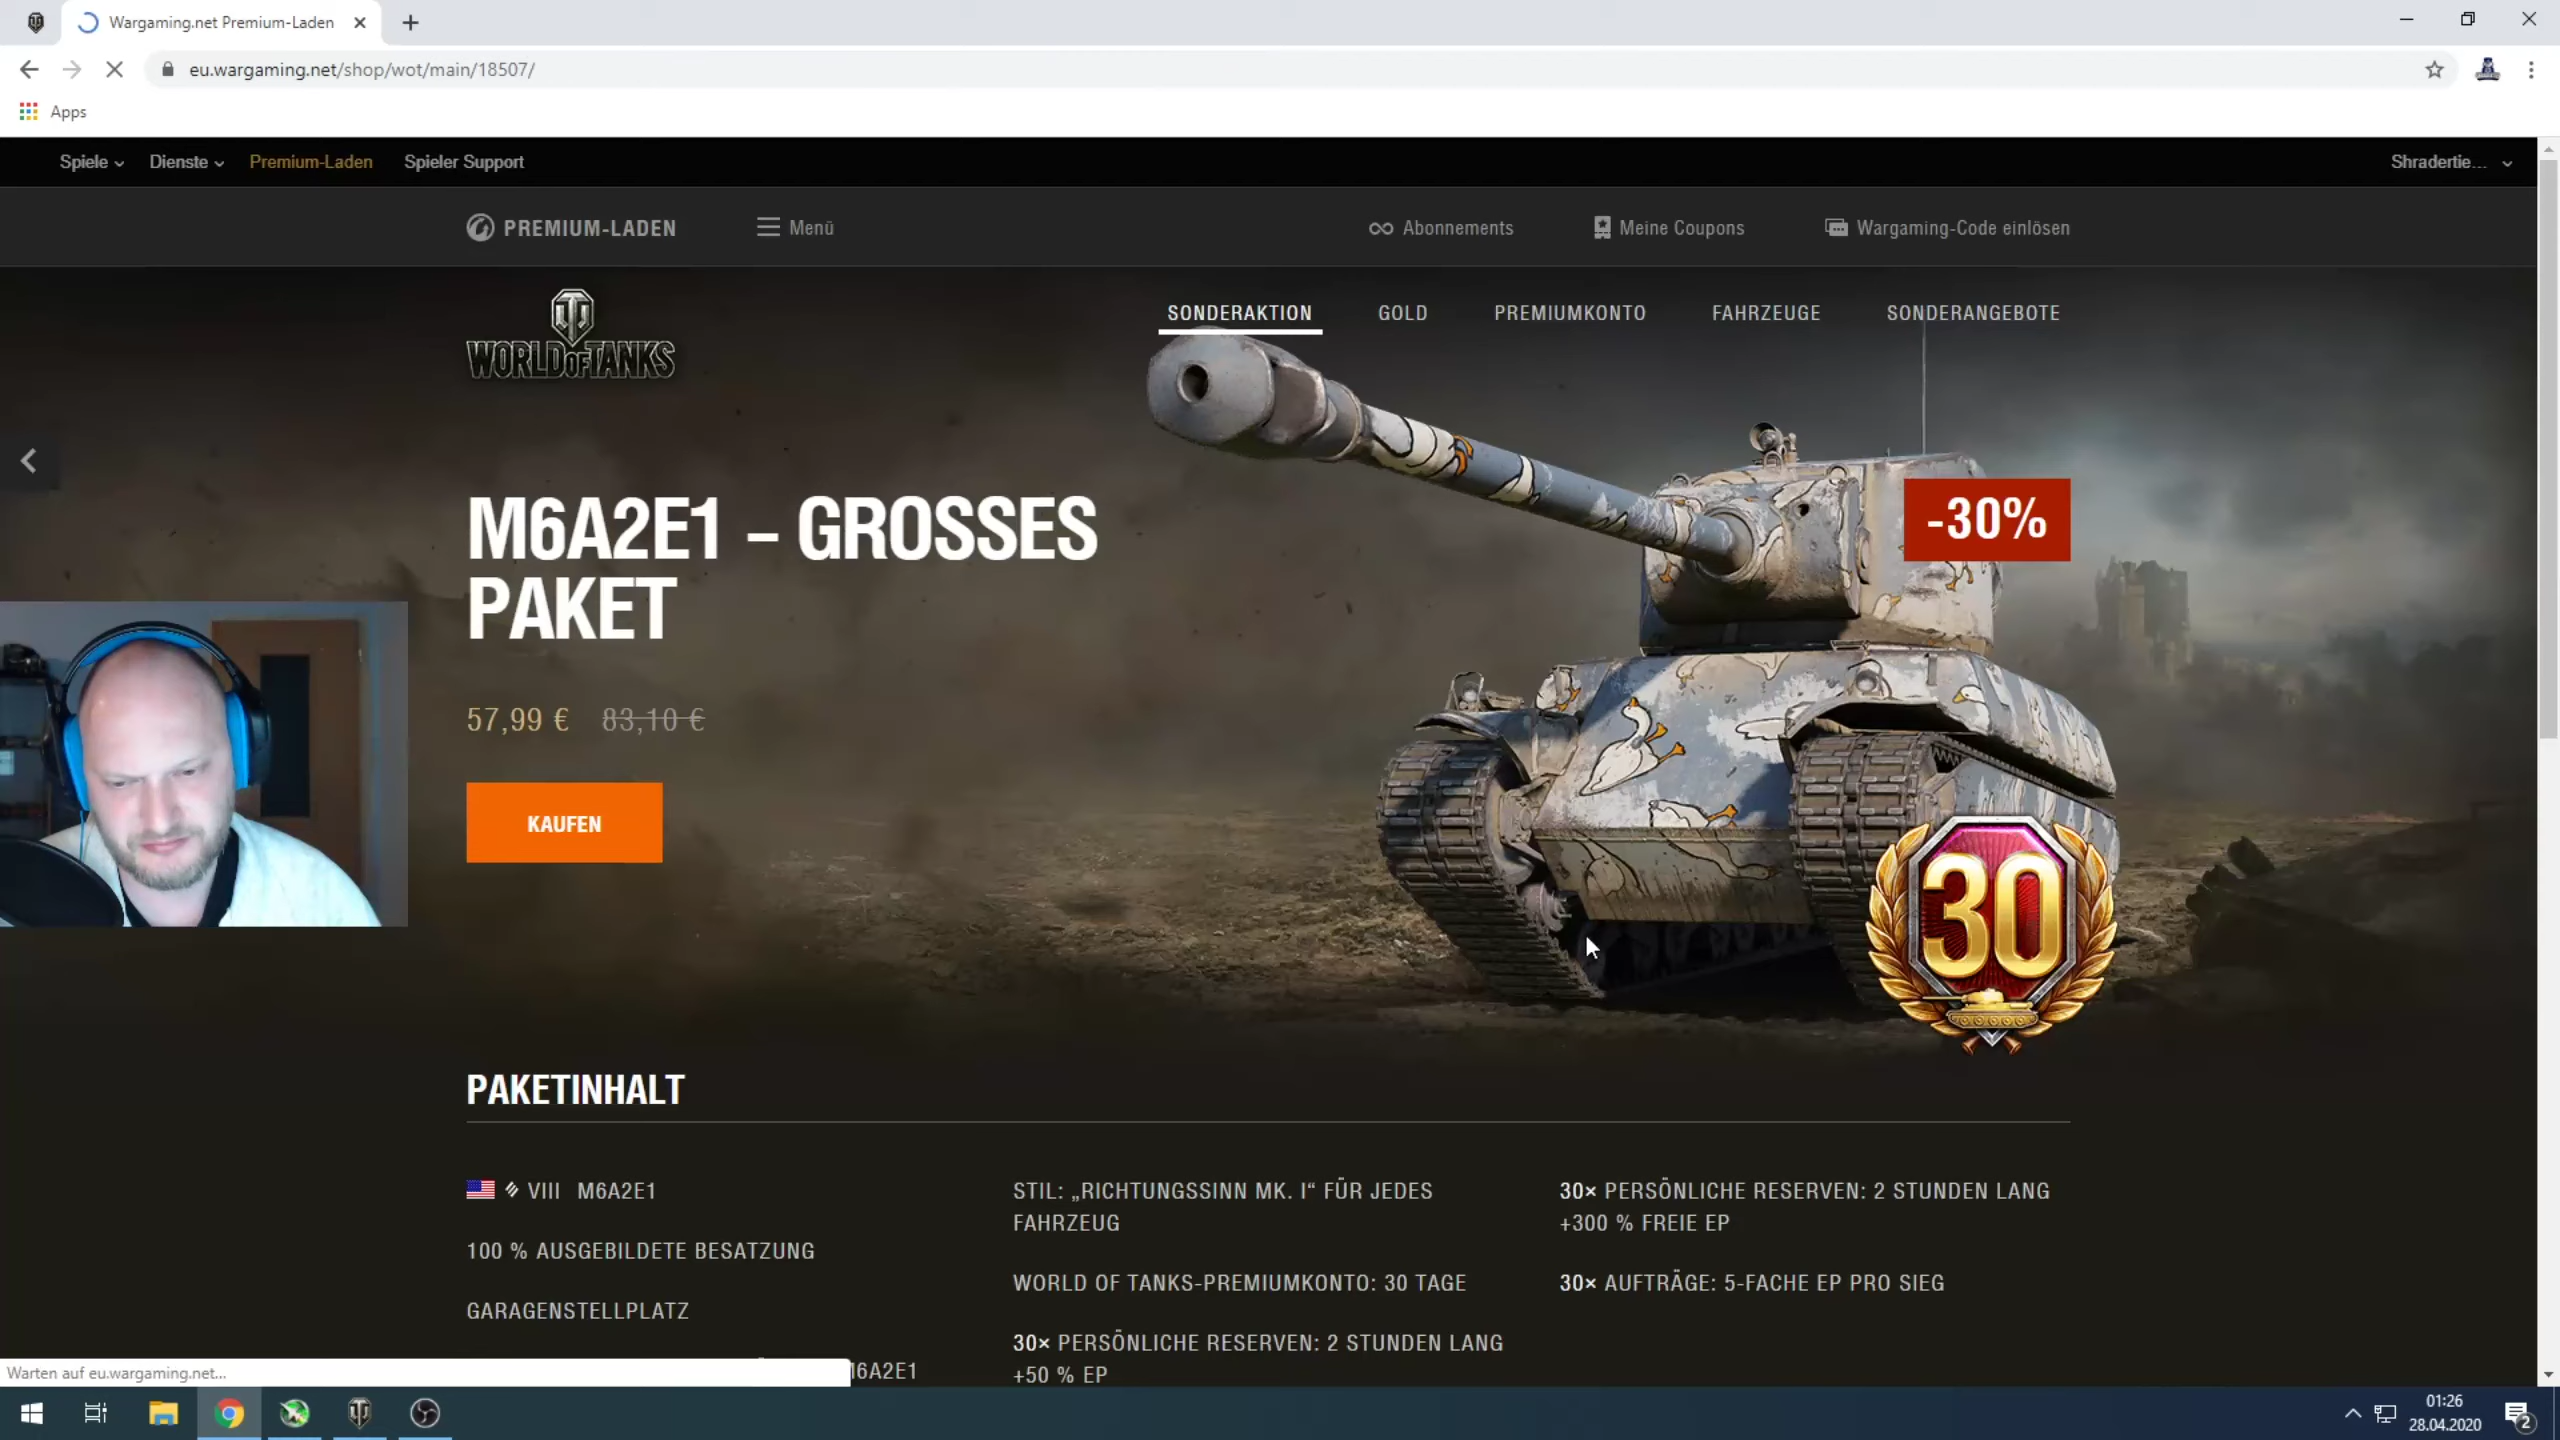 Wargaming.net Premium-Laden
eu.wargaming.net/shop/wot/main/18507/
Apps
Spiele Dienste Premium-Laden Spieler Support Shradertie...
PREMIUM-LADEN Menü Abonnements Meine Coupons Wargaming-Code einlösen
SONDERAKTION GOLD PREMIUMKONTO FAHRZEUGE SONDERANGEBOTE
WORLD OF TANKS
M6A2E1 – GROSSES
PAKET
-30%
57,99 € 83,10 €
KAUFEN
30
PAKETINHALT
VIII M6A2E1
100 % AUSGEBILDETE BESATZUNG
GARAGENSTELLPLATZ
16A2E1
STIL: „RICHTUNGSSINN MK. I“ FÜR JEDES
FAHRZEUG
WORLD OF TANKS-PREMIUMKONTO: 30 TAGE
30× PERSÖNLICHE RESERVEN: 2 STUNDEN LANG
+50 % EP
30× PERSÖNLICHE RESERVEN: 2 STUNDEN LANG
+300 % FREIE EP
30× AUFTRÄGE: 5-FACHE EP PRO SIEG
Warten auf eu.wargaming.net...
01:26
28.04.2020
2